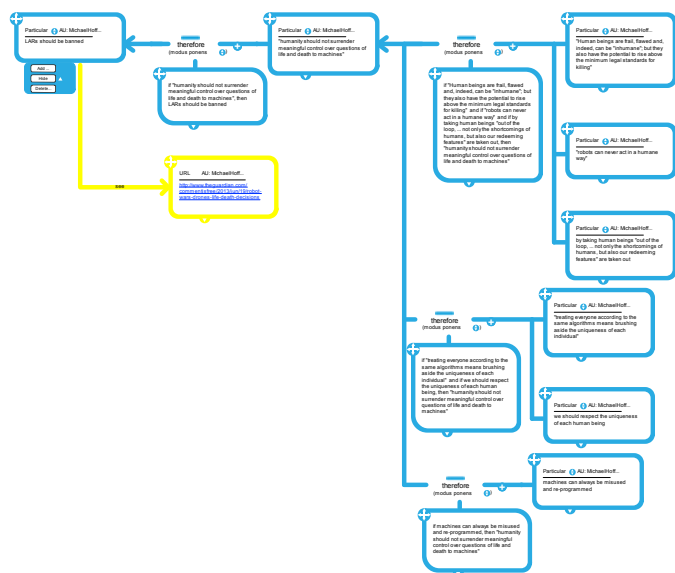 Particular AU: MichaelHoff...
LARs should be banned
Add ...
Hide
Delete...
therefore
(modus ponens
if "humanity should not surrender
meaningful control over questions of
life and death to machines", then
LARs should be banned
Particular AU: MichaelHoff...
"humanity should not surrender
meaningful control over questions of
life and death to machines"
see
URL AU: MichaelHoff...
http://www.theguardian.com/
commentisfree/2013/jun/19/robot-
wars-drones-life-death-decisions
therefore
(modus ponens
if "Human beings are frail, flawed
and, indeed, can be "inhumane"; but
they also have the potential to rise
above the minimum legal standards
for killing" and if "robots can never
act in a humane way" and if by
taking human beings "out of the
loop, ... not only the shortcomings of
humans, but also our redeeming
features" are taken out, then
"humanity should not surrender
meaningful control over questions of
life and death to machines"
Particular AU: MichaelHoff...
"Human beings are frail, flawed and,
indeed, can be "inhumane"; but they
also have the potential to rise above
the minimum legal standards for
killing"
Particular AU: MichaelHoff...
"robots can never act in a humane
way"
Particular AU: MichaelHoff...
by taking human beings "out of the
loop, ... not only the shortcomings of
humans, but also our redeeming
features" are taken out
therefore
(modus ponens
if "treating everyone according to the
same algorithms means brushing
aside the uniqueness of each
individual" and if we should respect
the uniqueness of each human
being, then "humanity should not
surrender meaningful control over
questions of life and death to
machines"
Particular AU: MichaelHoff...
"treating everyone according to the
same algorithms means brushing
aside the uniqueness of each
individual"
Particular AU: MichaelHoff...
we should respect the uniqueness
of each human being
therefore
(modus ponens
if machines can always be misused
and re-programmed, then "humanity
should not surrender meaningful
control over questions of life and
death to machines"
Particular AU: MichaelHoff...
machines can always be misused
and re-programmed